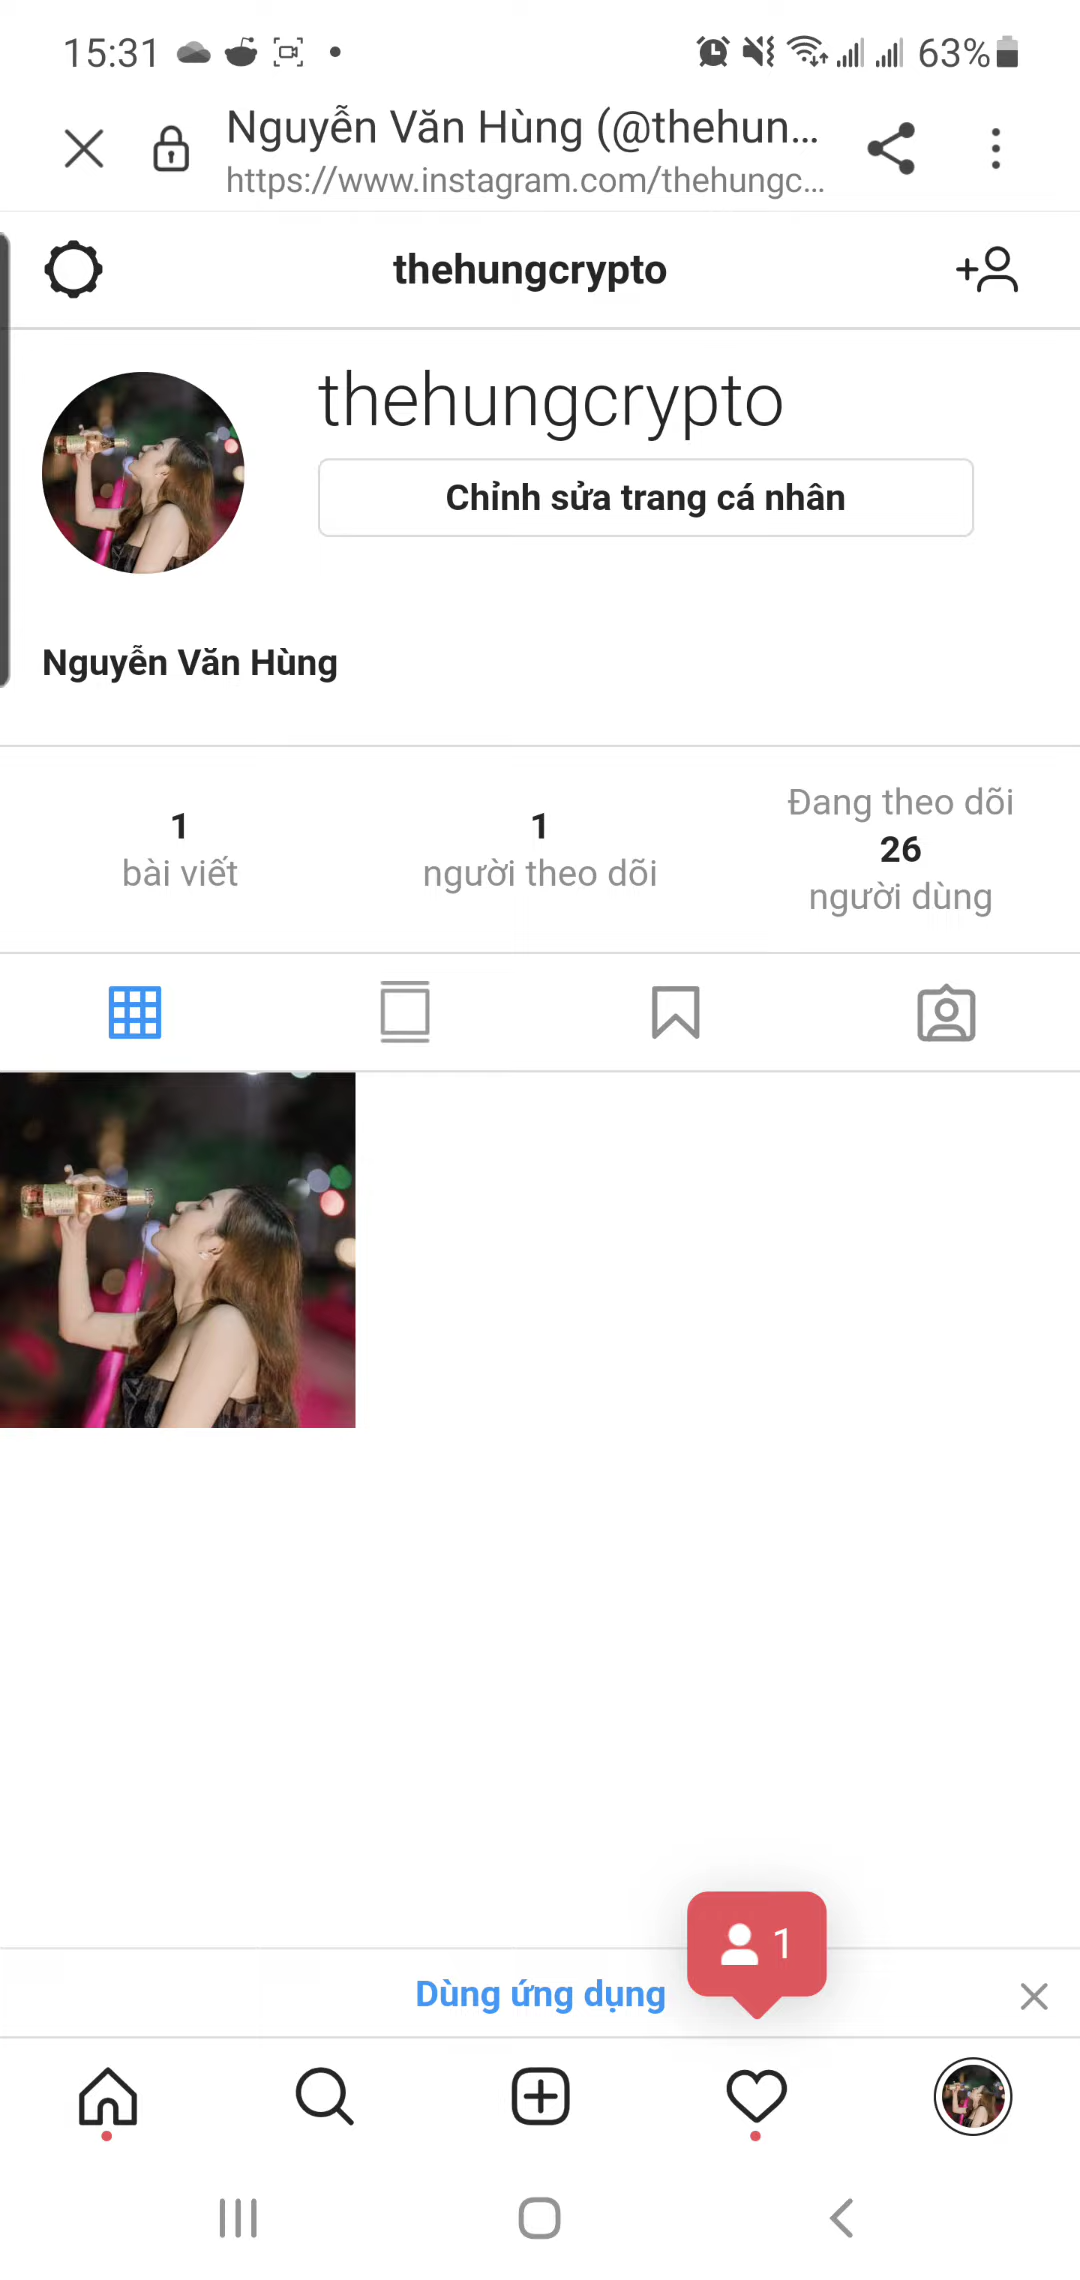 15:31
63%
Nguyễn Văn Hùng (@thehun...
https://www.instagram.com/thehungc...
thehungcrypto
thehungcrypto
Chỉnh sửa trang cá nhân
Nguyễn Văn Hùng
1
bài viết
1
người theo dõi
Đang theo dõi
26
người dùng
1
Dùng ứng dụng